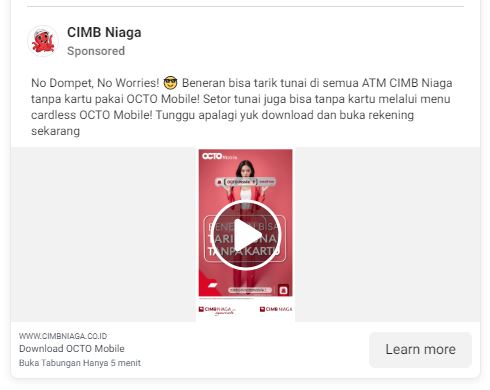 CIMB Niaga
Sponsored
No Dompet, No Worries! 😎 Beneran bisa tarik tunai di semua ATM CIMB Niaga
tanpa kartu pakai OCTO Mobile! Setor tunai juga bisa tanpa kartu melalui menu
cardless OCTO Mobile! Tunggu apalagi yuk download dan buka rekening
sekarang
OCTO Mobile
BENERAN BISA
TARIK TUNAI
TANPA KARTU
CIMB NIAGA
CIMB NIAGA
WWW.CIMBNIAGA.CO.ID
Download OCTO Mobile
Buka Tabungan Hanya 5 menit
Learn more